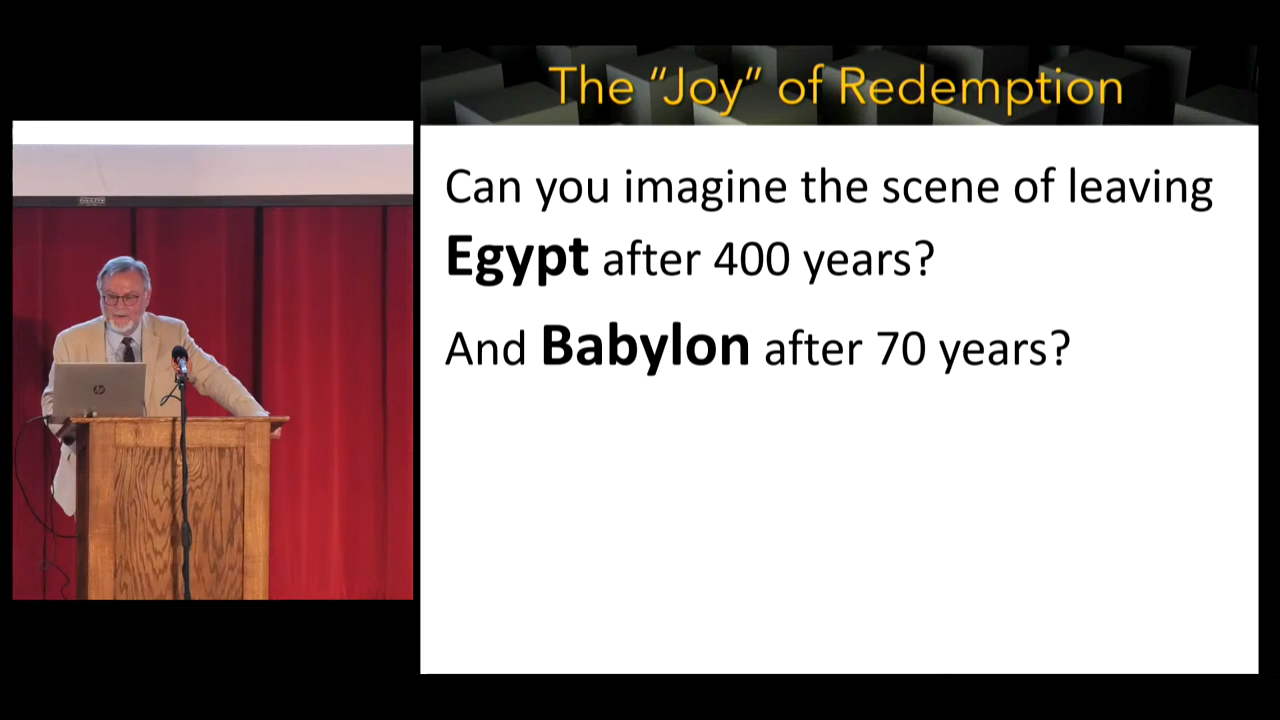 The “Joy” of Redemption
Can you imagine the scene of leaving
Egypt after 400 years?
And Babylon after 70 years?
hp